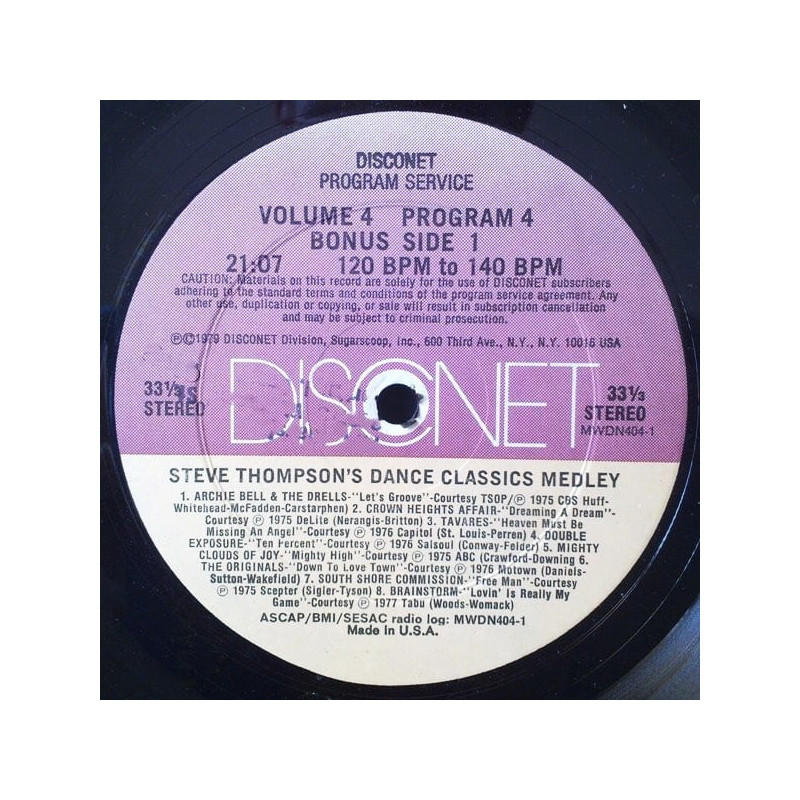 DISCONET
PROGRAM SERVICE
VOLUME 4 PROGRAM 4
BONUS SIDE 1
21:07 120 BPM to 140 BPM
CAUTION: Materials on this record are solely for the use of DISCONET subscribers
adhering to the standard terms and conditions of the program service agreement. Any
other use, duplication or copying, or sale will result in subscription cancellation
and may be subject to criminal prosecution.
Ⓟ©1979 DISCONET Division, Sugarscoop, Inc., 600 Third Ave., N.Y., N.Y. 10016 USA
DISCONET
33⅓ STEREO
33⅓ STEREO
MWDN404-1
STEVE THOMPSON'S DANCE CLASSICS MEDLEY
1. ARCHIE BELL & THE DRELLS-"Let's Groove"-Courtesy TSOP/Ⓟ 1975 CBS Huff-
Whitehead-McFadden-Carstarphen) 2. CROWN HEIGHTS AFFAIR-"Dreaming A Dream"-
Courtesy Ⓟ 1975 DeLite (Nerangis-Britton) 3. TAVARES-"Heaven Must Be
Missing An Angel"-Courtesy Ⓟ 1976 Capitol (St. Louis-Perren) 4. DOUBLE
EXPOSURE-"Ten Percent"-Courtesy Ⓟ 1976 Salsoul (Conway-Felder) 5. MIGHTY
CLOUDS OF JOY-"Mighty High"-Courtesy Ⓟ 1975 ABC (Crawford-Downing 6.
THE ORIGINALS-"Down To Love Town"-Courtesy Ⓟ 1976 Motown (Daniels-
Sutton-Wakefield) 7. SOUTH SHORE COMMISSION-"Free Man"-Courtesy
Ⓟ 1975 Scepter (Sigler-Tyson) 8. BRAINSTORM-"Lovin' Is Really My
Game"-Courtesy Ⓟ 1977 Tabu (Woods-Womack)
ASCAP/BMI/SESAC radio log: MWDN404-1
Made in U.S.A.